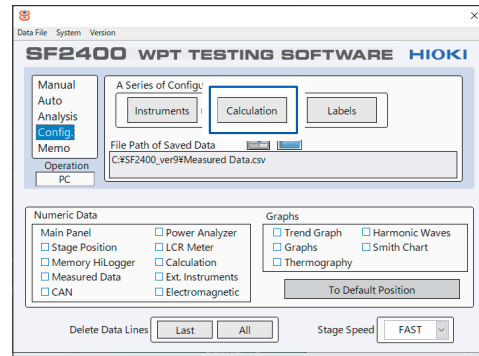 Data File System Version
SF2400 WPT TESTING SOFTWARE HIOKI
Manual
Auto
Analysis
Config.
Memo
Operation
PC
Instruments
Calculation
Labels
File Path of Saved Data
C:¥SF2400_ver9¥Measured Data.csv
Numeric Data
Main Panel
Stage Position
Memory HiLogger
Measured Data
CAN
Power Analyzer
LCR Meter
Calculation
Ext. Instruments
Electromagnetic
Graphs
Trend Graph
Graphs
Thermography
Harmonic Waves
Smith Chart
To Default Position
Delete Data Lines Last All
Stage Speed FAST